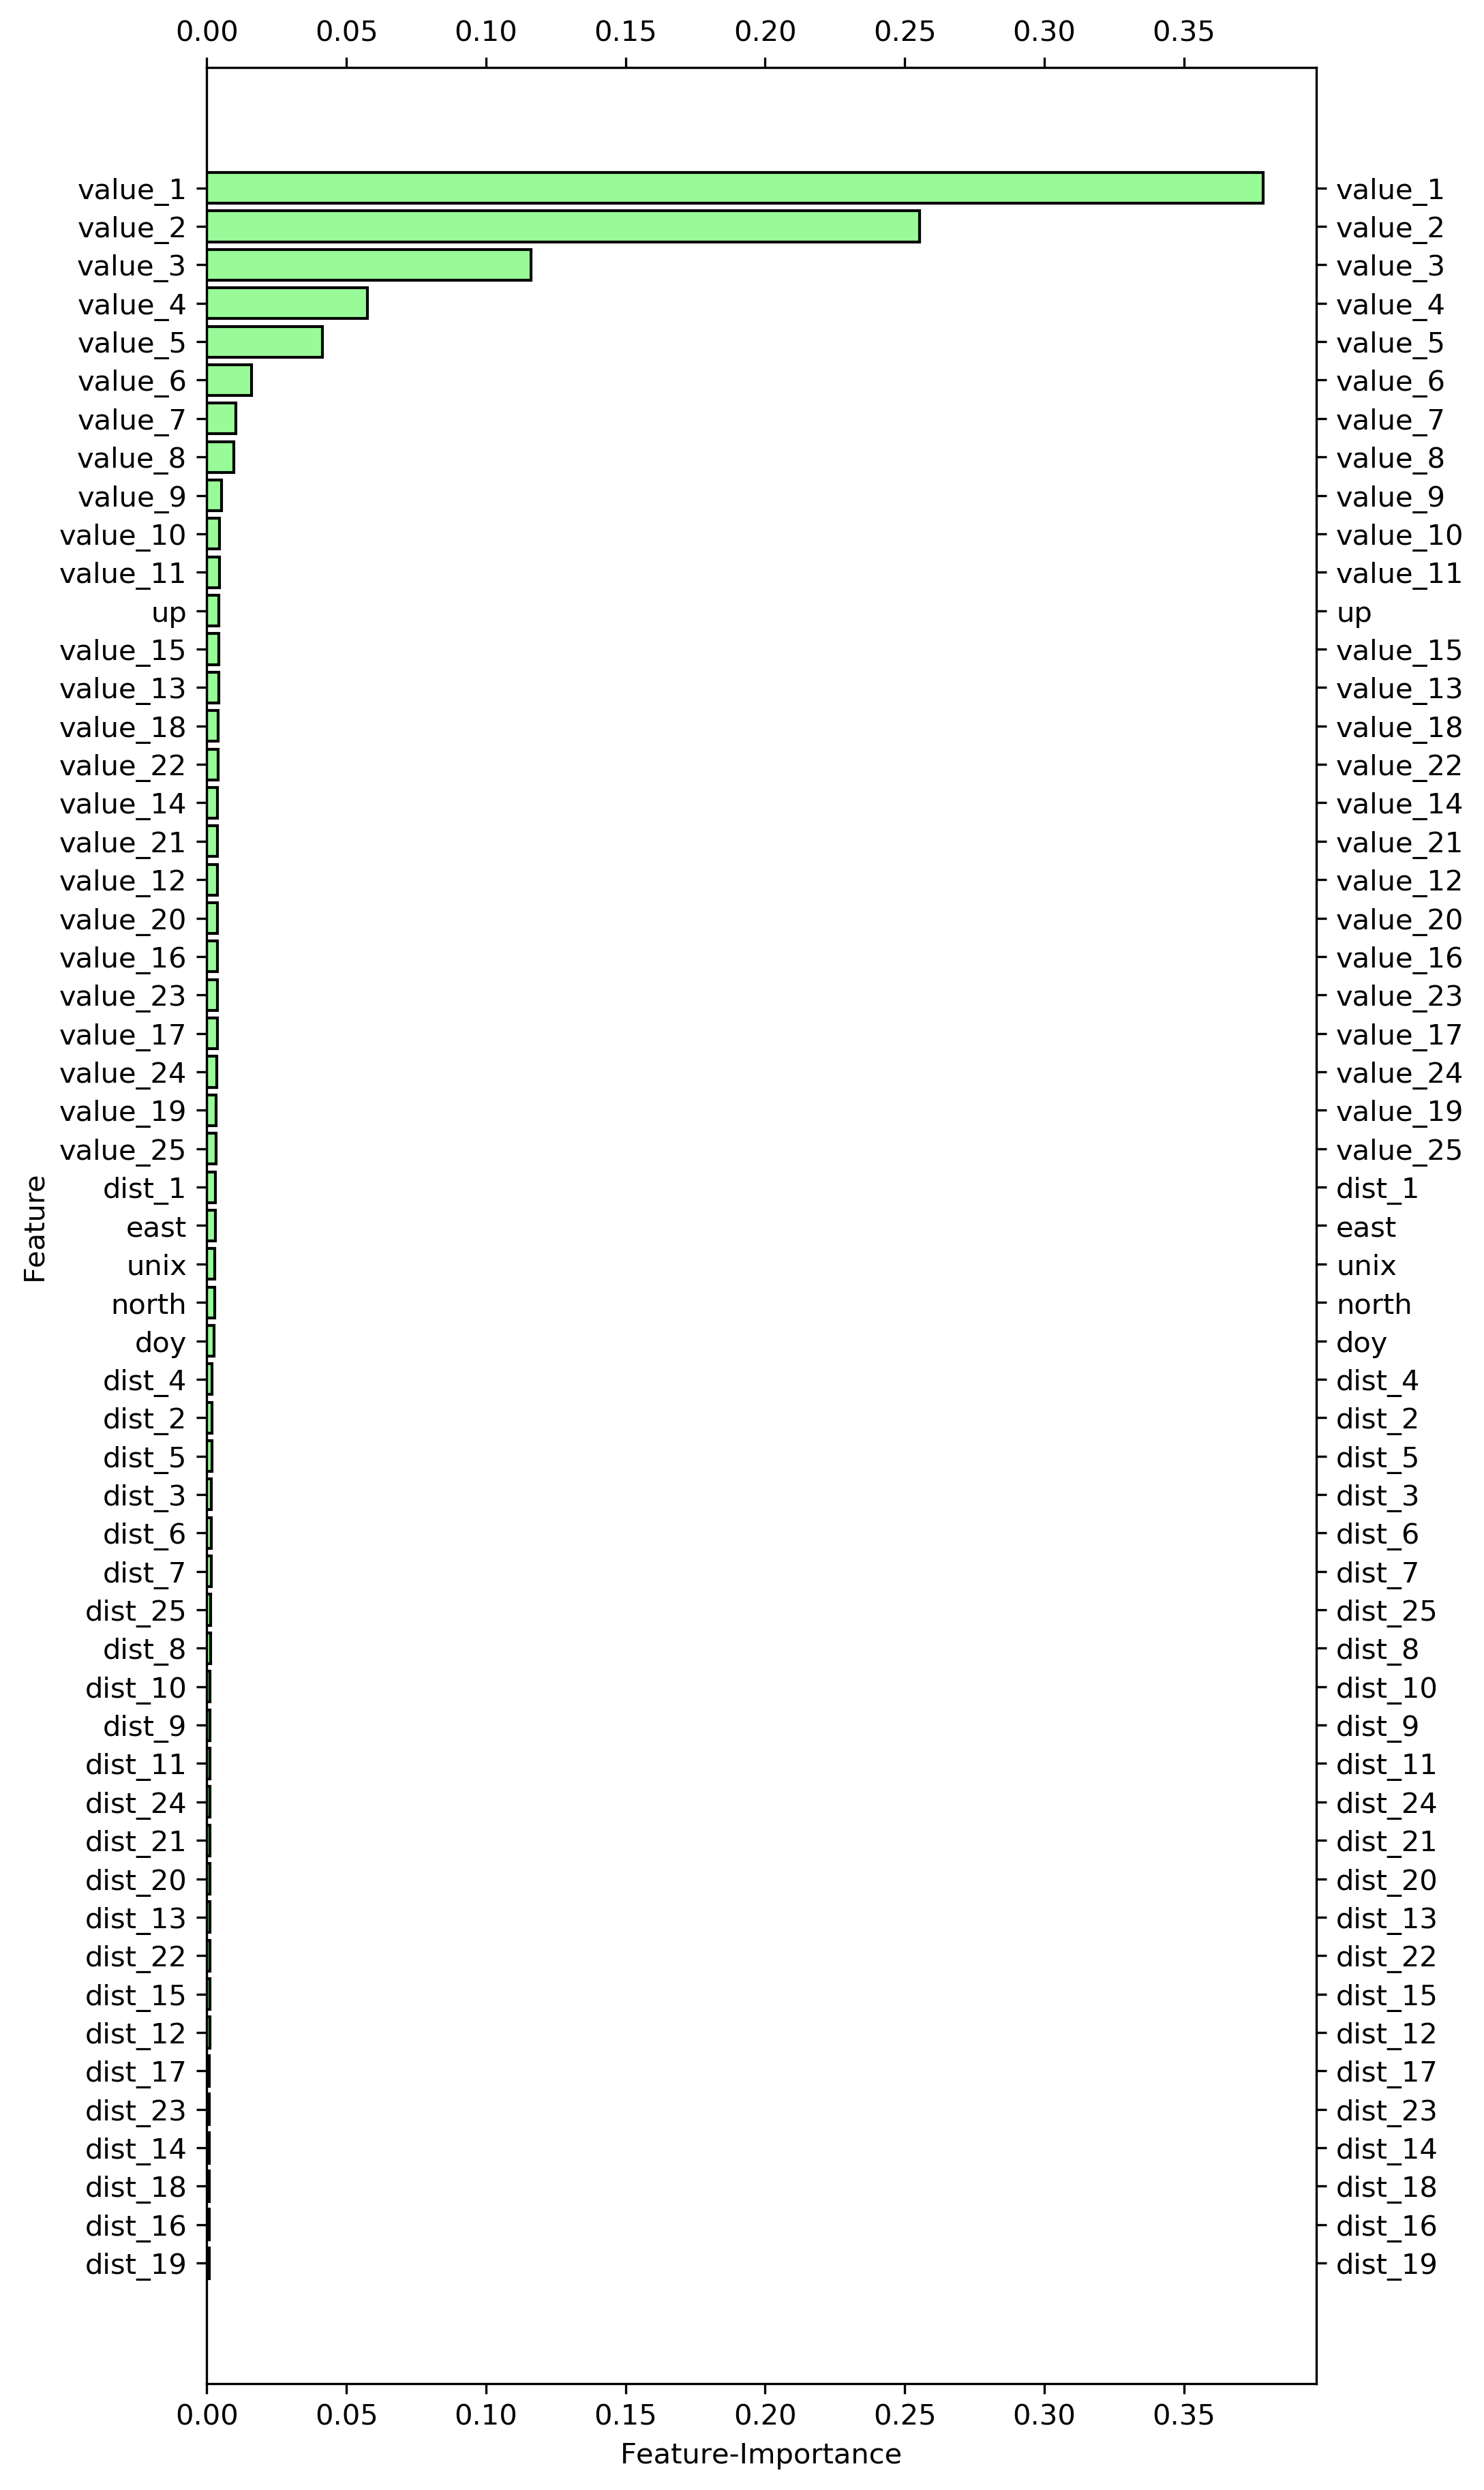 0.00 0.05 0.10 0.15 0.20 0.25 0.30 0.35
value_1 value_1
value_2 value_2
value_3 value_3
value_4 value_4
value_5 value_5
value_6 value_6
value_7 value_7
value_8 value_8
value_9 value_9
value_10 value_10
value_11 value_11
up up
value_15 value_15
value_13 value_13
value_18 value_18
value_22 value_22
value_14 value_14
value_21 value_21
value_12 value_12
value_20 value_20
value_16 value_16
value_23 value_23
value_17 value_17
value_24 value_24
value_19 value_19
value_25 value_25
dist_1 dist_1
east east
Feature
unix unix
north north
doy doy
dist_4 dist_4
dist_2 dist_2
dist_5 dist_5
dist_3 dist_3
dist_6 dist_6
dist_7 dist_7
dist_25 dist_25
dist_8 dist_8
dist_10 dist_10
dist_9 dist_9
dist_11 dist_11
dist_24 dist_24
dist_21 dist_21
dist_20 dist_20
dist_13 dist_13
dist_22 dist_22
dist_15 dist_15
dist_12 dist_12
dist_17 dist_17
dist_23 dist_23
dist_14 dist_14
dist_18 dist_18
dist_16 dist_16
dist_19 dist_19
0.00 0.05 0.10 0.15 0.20 0.25 0.30 0.35
Feature-Importance